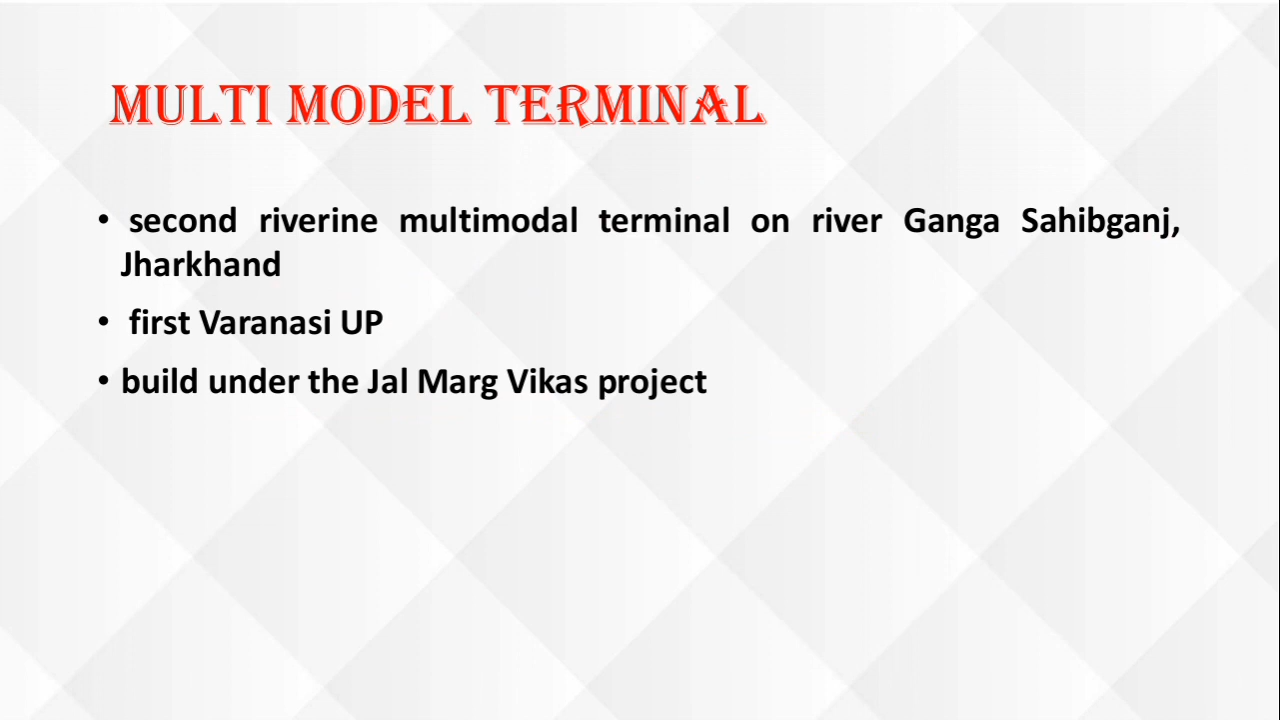 MULTI MODEL TERMINAL
• second riverine multimodal terminal on river Ganga Sahibganj,
Jharkhand
• first Varanasi UP
• build under the Jal Marg Vikas project